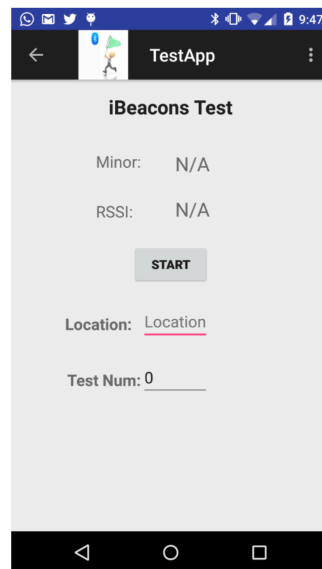 9:47
TestApp
iBeacons Test
Minor: N/A
RSSI: N/A
START
Location: Location
Test Num: 0